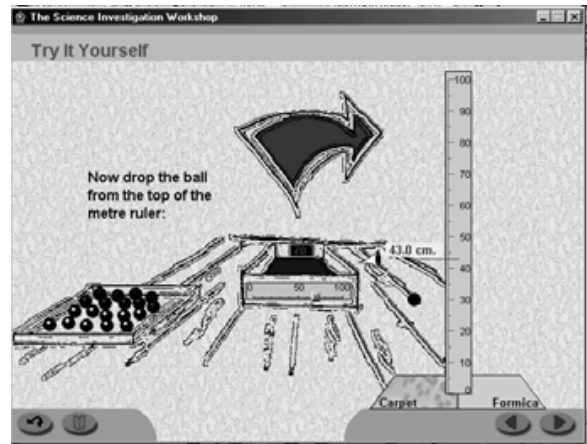 The Science Investigation Workshop
Try It Yourself
Now drop the ball
from the top of the
metre ruler:
70
43.0 cm.
0 50 100
100
90
80
70
60
50
40
30
20
10
0
Carpet
Formica